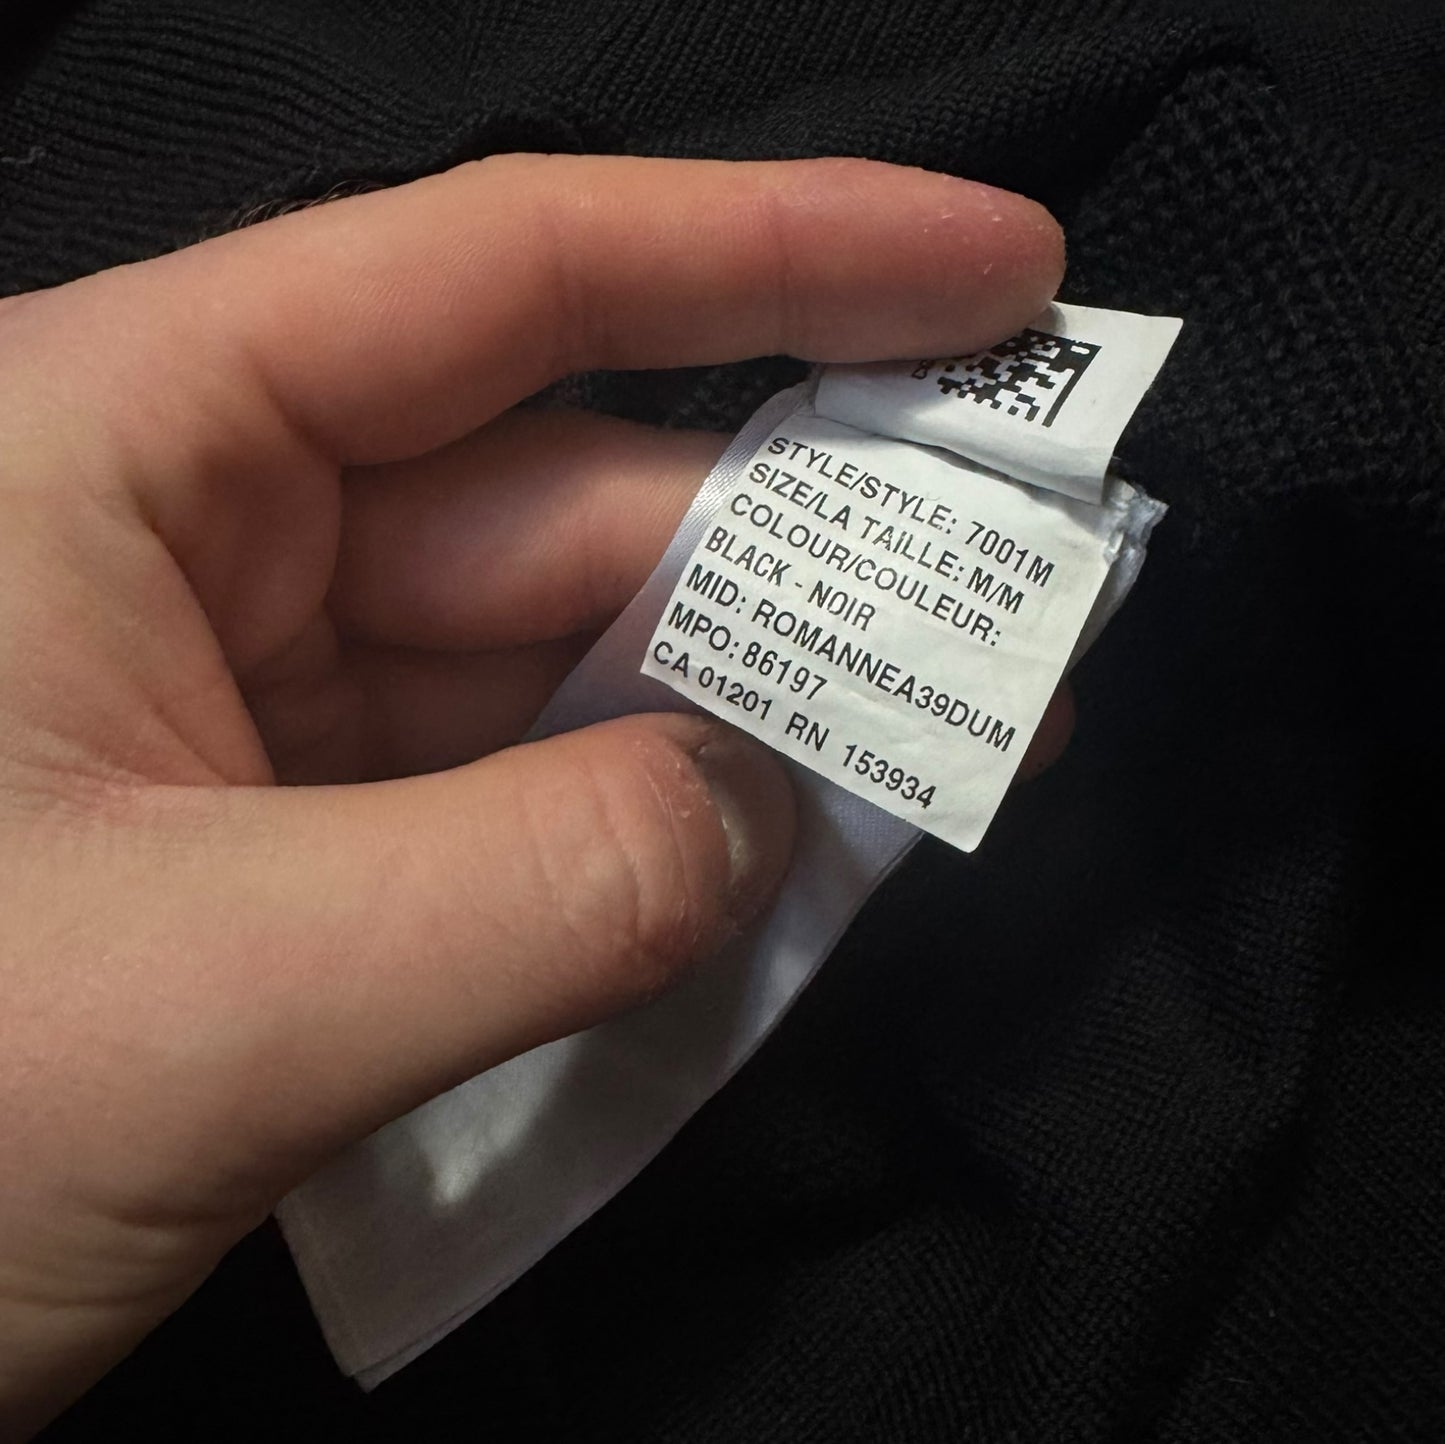 STYLE/STYLE: 7001M
SIZE/LA TAILLE: M/M
COLOUR/COULEUR:
BLACK - NOIR
MID: ROMANNEA39DUM
MPO: 86197
CA 01201 RN 153934